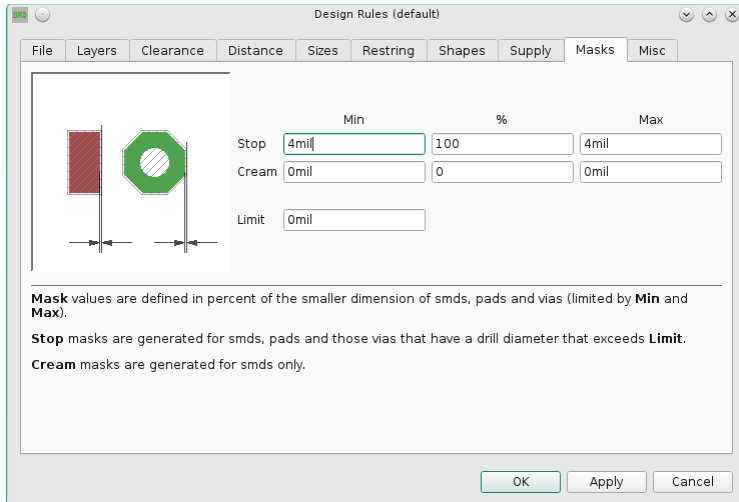 BRD
Design Rules (default)
File Layers Clearance Distance Sizes Restring Shapes Supply Masks Misc
Min % Max
Stop 4mil 100 4mil
Cream 0mil 0 0mil
Limit 0mil
Mask values are defined in percent of the smaller dimension of smds, pads and vias (limited by Min and
Max).
Stop masks are generated for smds, pads and those vias that have a drill diameter that exceeds Limit.
Cream masks are generated for smds only.
OK Apply Cancel